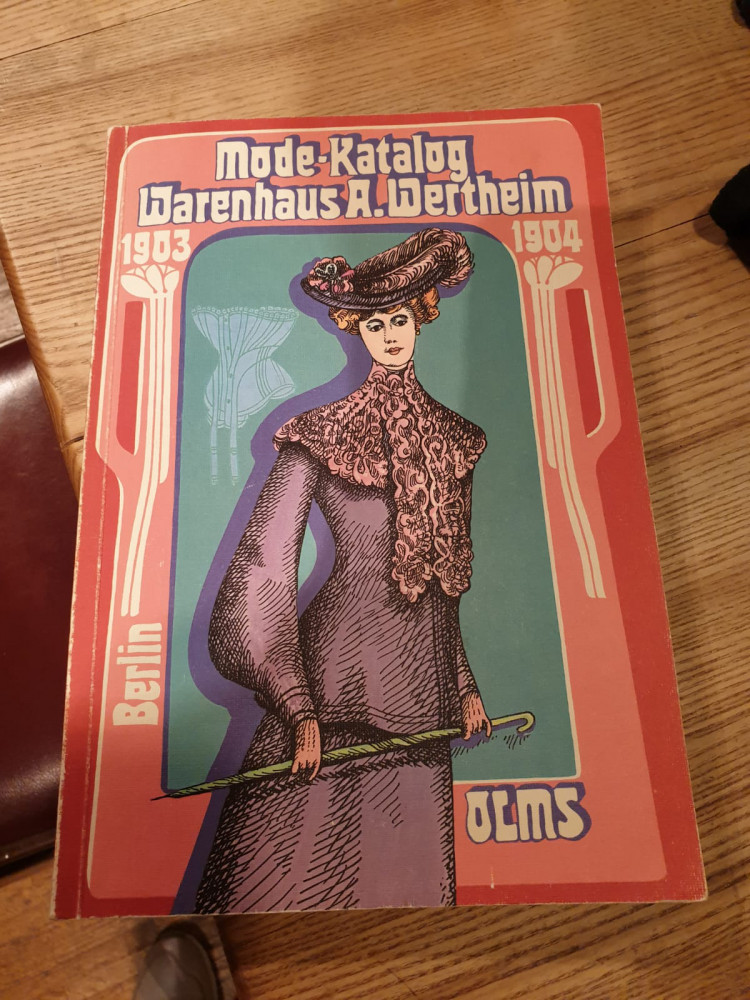 Mode-Katalog
Warenhaus A. Wertheim
1903
1904
Berlin
OLMS